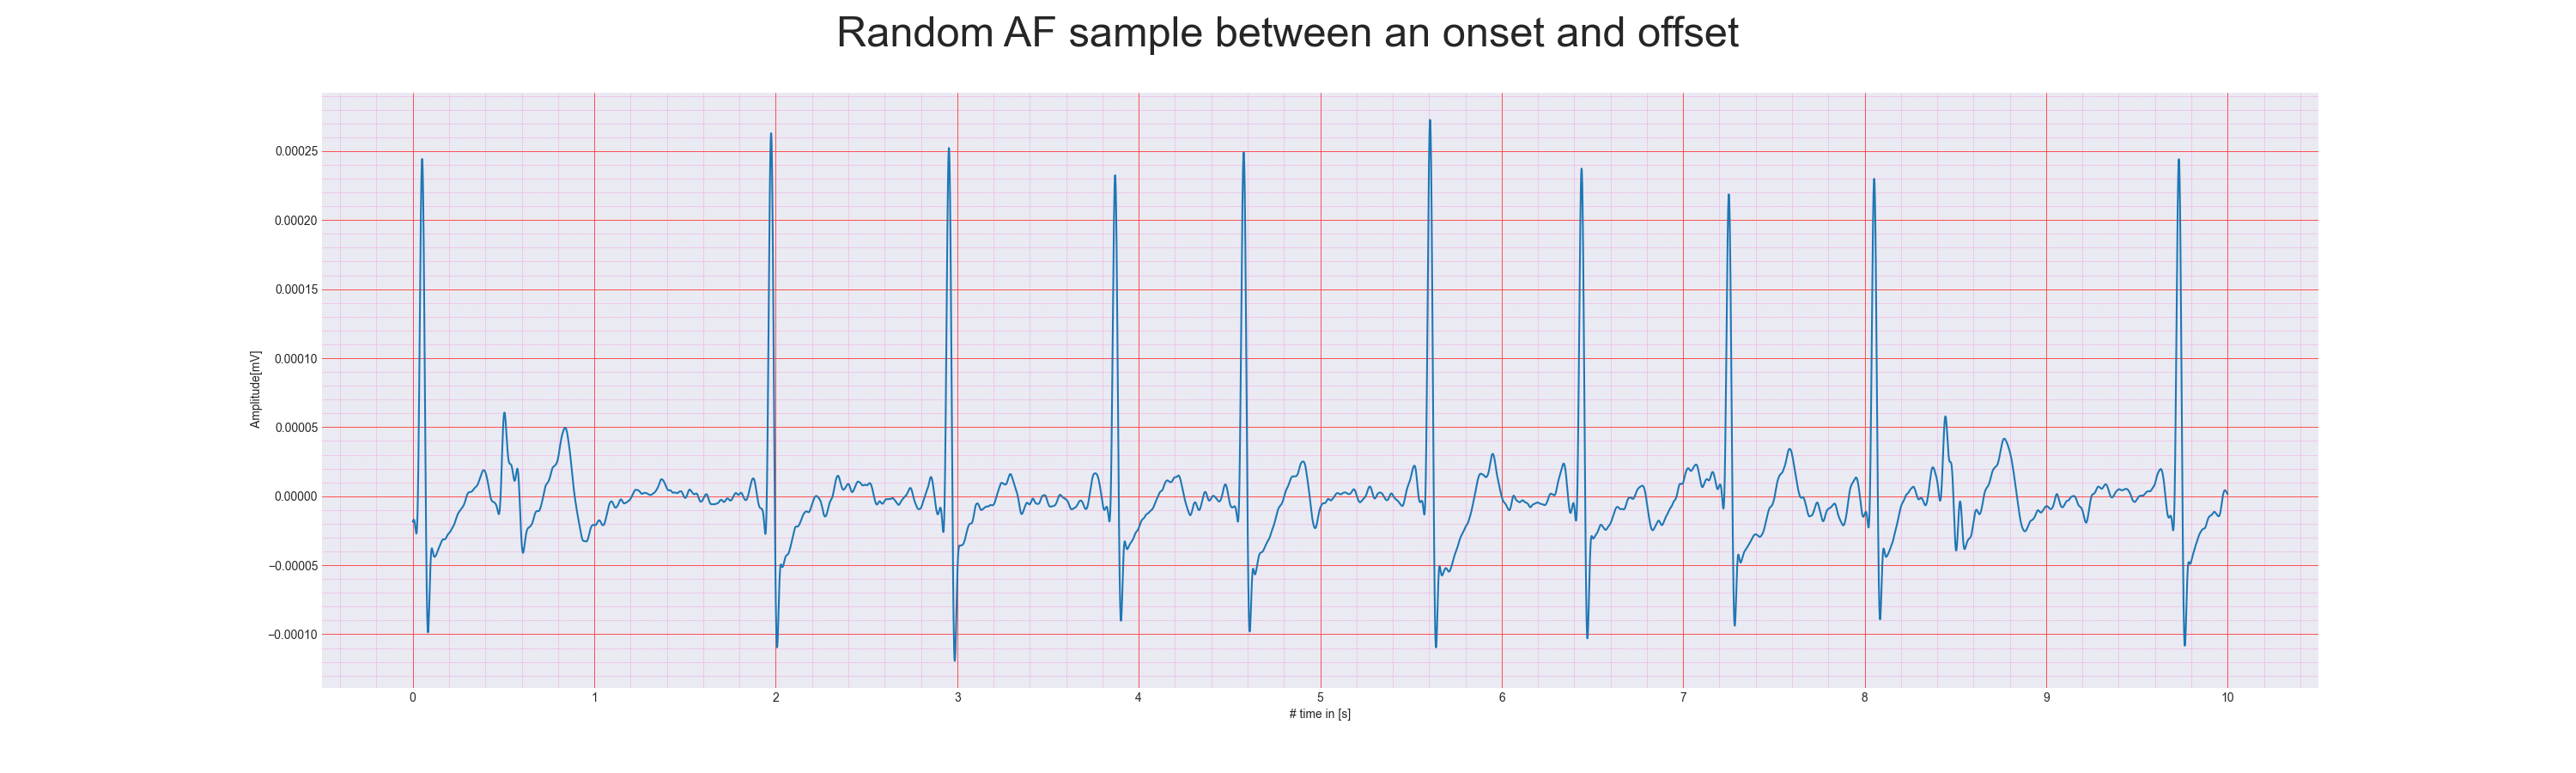 Random AF sample between an onset and offset
Amplitude[mV]
0.00025
0.00020
0.00015
0.00010
0.00005
0.00000
−0.00005
−0.00010
0 1 2 3 4 5 6 7 8 9 10
# time in [s]